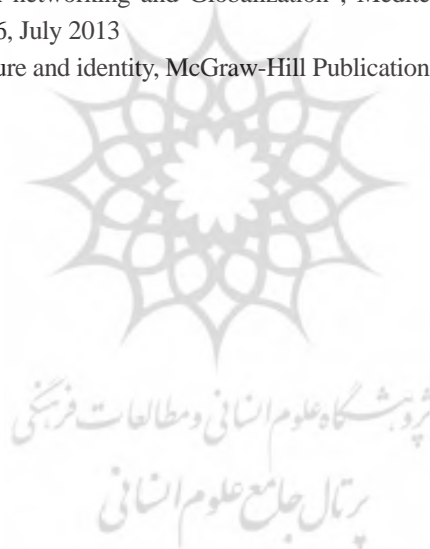 networking and Globalization", Medite
6, July 2013
ure and identity, McGraw-Hill Publication
پژوهشگاه علوم انسانی و مطالعات فرهنگی
پرتال جامع علوم انسانی